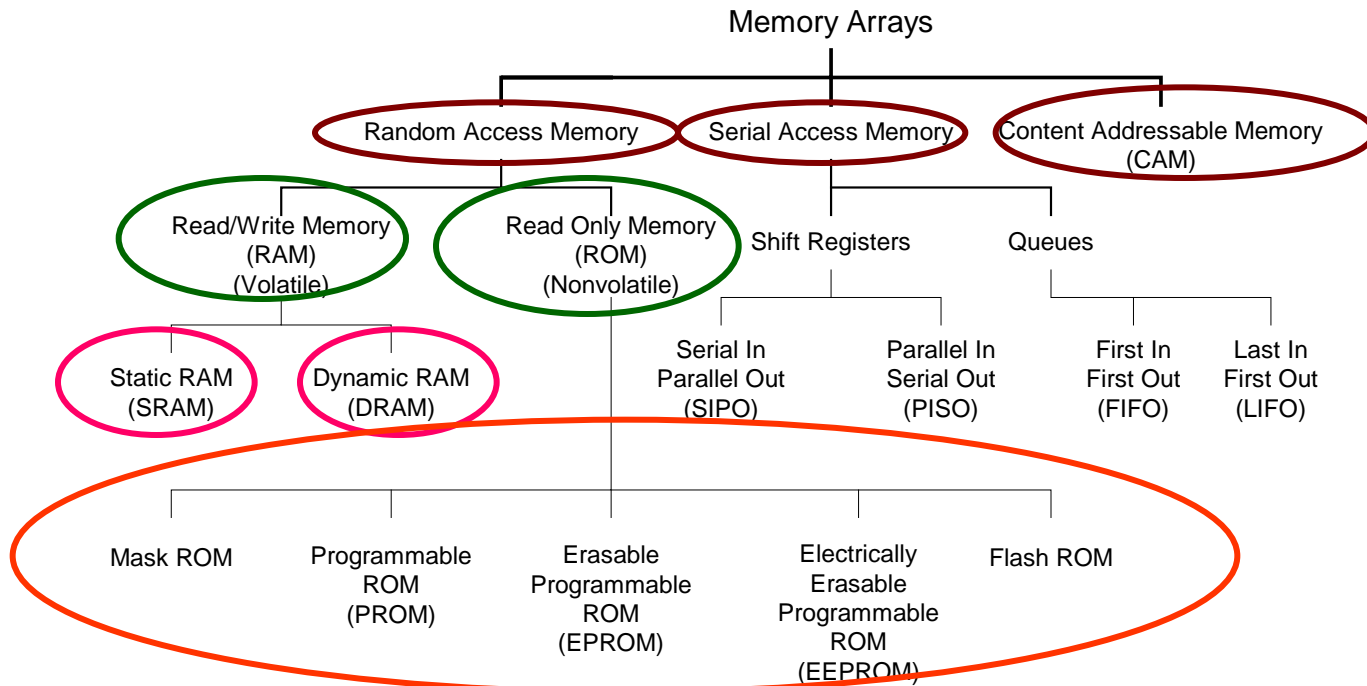 Memory Arrays
Random Access Memory
Serial Access Memory
Content Addressable Memory
(CAM)
Read/Write Memory
(RAM)
(Volatile)
Read Only Memory
(ROM)
(Nonvolatile)
Shift Registers
Queues
Static RAM
(SRAM)
Dynamic RAM
(DRAM)
Serial In
Parallel Out
(SIPO)
Parallel In
Serial Out
(PISO)
First In
First Out
(FIFO)
Last In
First Out
(LIFO)
Mask ROM
Programmable
ROM
(PROM)
Erasable
Programmable
ROM
(EPROM)
Electrically
Erasable
Programmable
ROM
(EEPROM)
Flash ROM